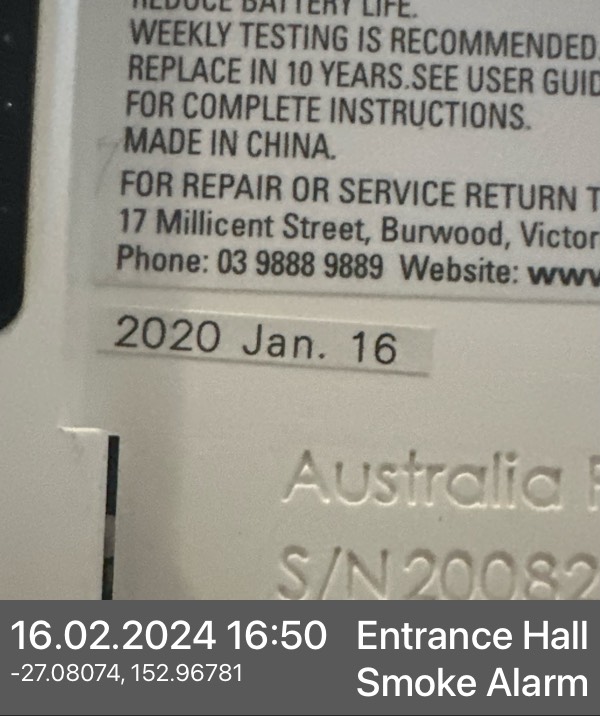 REDUCE BATTERY LIFE.
WEEKLY TESTING IS RECOMMENDED.
REPLACE IN 10 YEARS.SEE USER GUID
FOR COMPLETE INSTRUCTIONS.
MADE IN CHINA.
FOR REPAIR OR SERVICE RETURN T
17 Millicent Street, Burwood, Victor
Phone: 03 9888 9889 Website: www
2020 Jan. 16
Australia P
S/N 20082
16.02.2024 16:50
-27.08074, 152.96781
Entrance Hall
Smoke Alarm